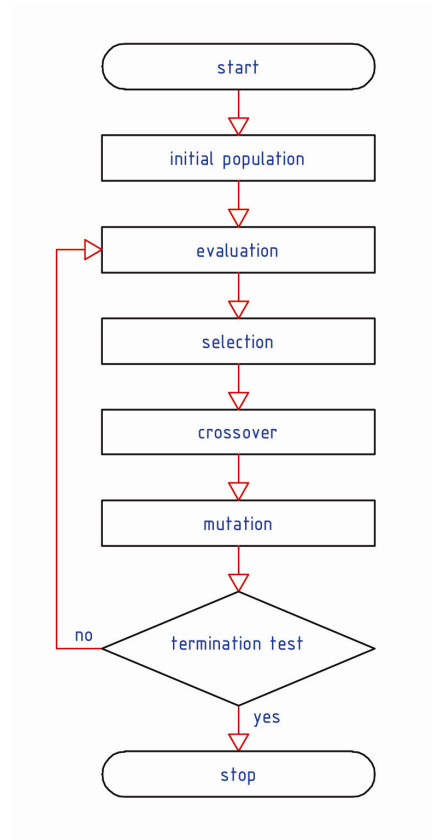 start
initial population
evaluation
selection
crossover
mutation
termination test
no
yes
stop